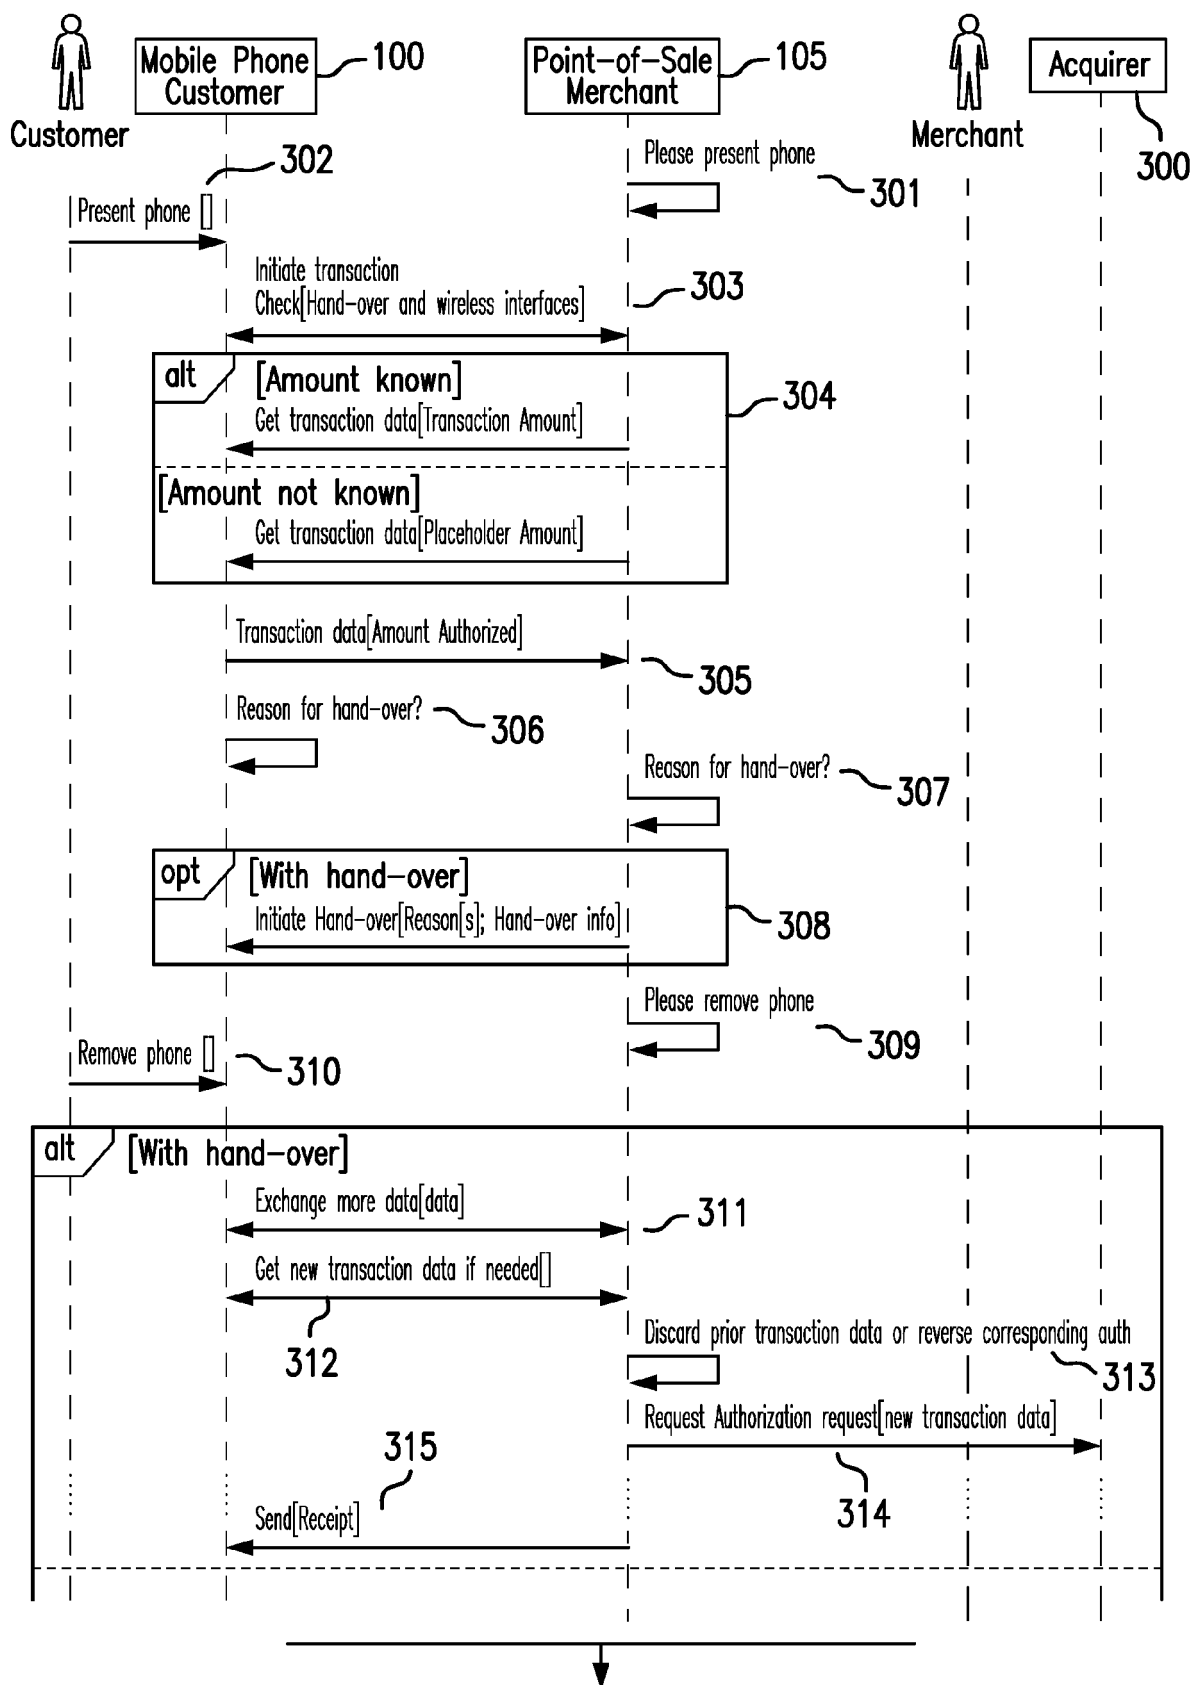 Mobile Phone
Customer
100
Point-of-Sale
Merchant
105
Acquirer
Customer
Merchant
300
302
Please present phone
301
Present phone []
Initiate transaction
303
Check[Hand-over and wireless interfaces]
alt
[Amount known]
304
Get transaction data[Transaction Amount]
[Amount not known]
Get transaction data[Placeholder Amount]
Transaction data[Amount Authorized]
305
Reason for hand-over?
306
Reason for hand-over?
307
opt
[With hand-over]
Initiate Hand-over[Reason[s]; Hand-over info]
308
Please remove phone
309
Remove phone []
310
alt
[With hand-over]
Exchange more data[data]
311
Get new transaction data if needed[]
312
Discard prior transaction data or reverse corresponding auth
313
Request Authorization request[new transaction data]
315
314
Send[Receipt]